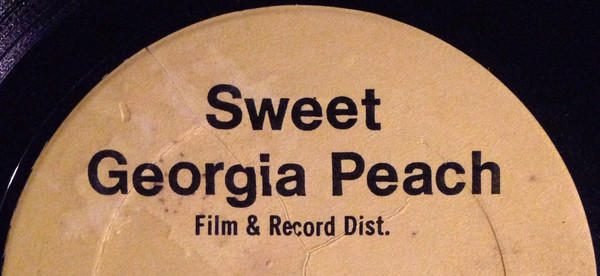 Sweet
Georgia Peach
Film & Record Dist.